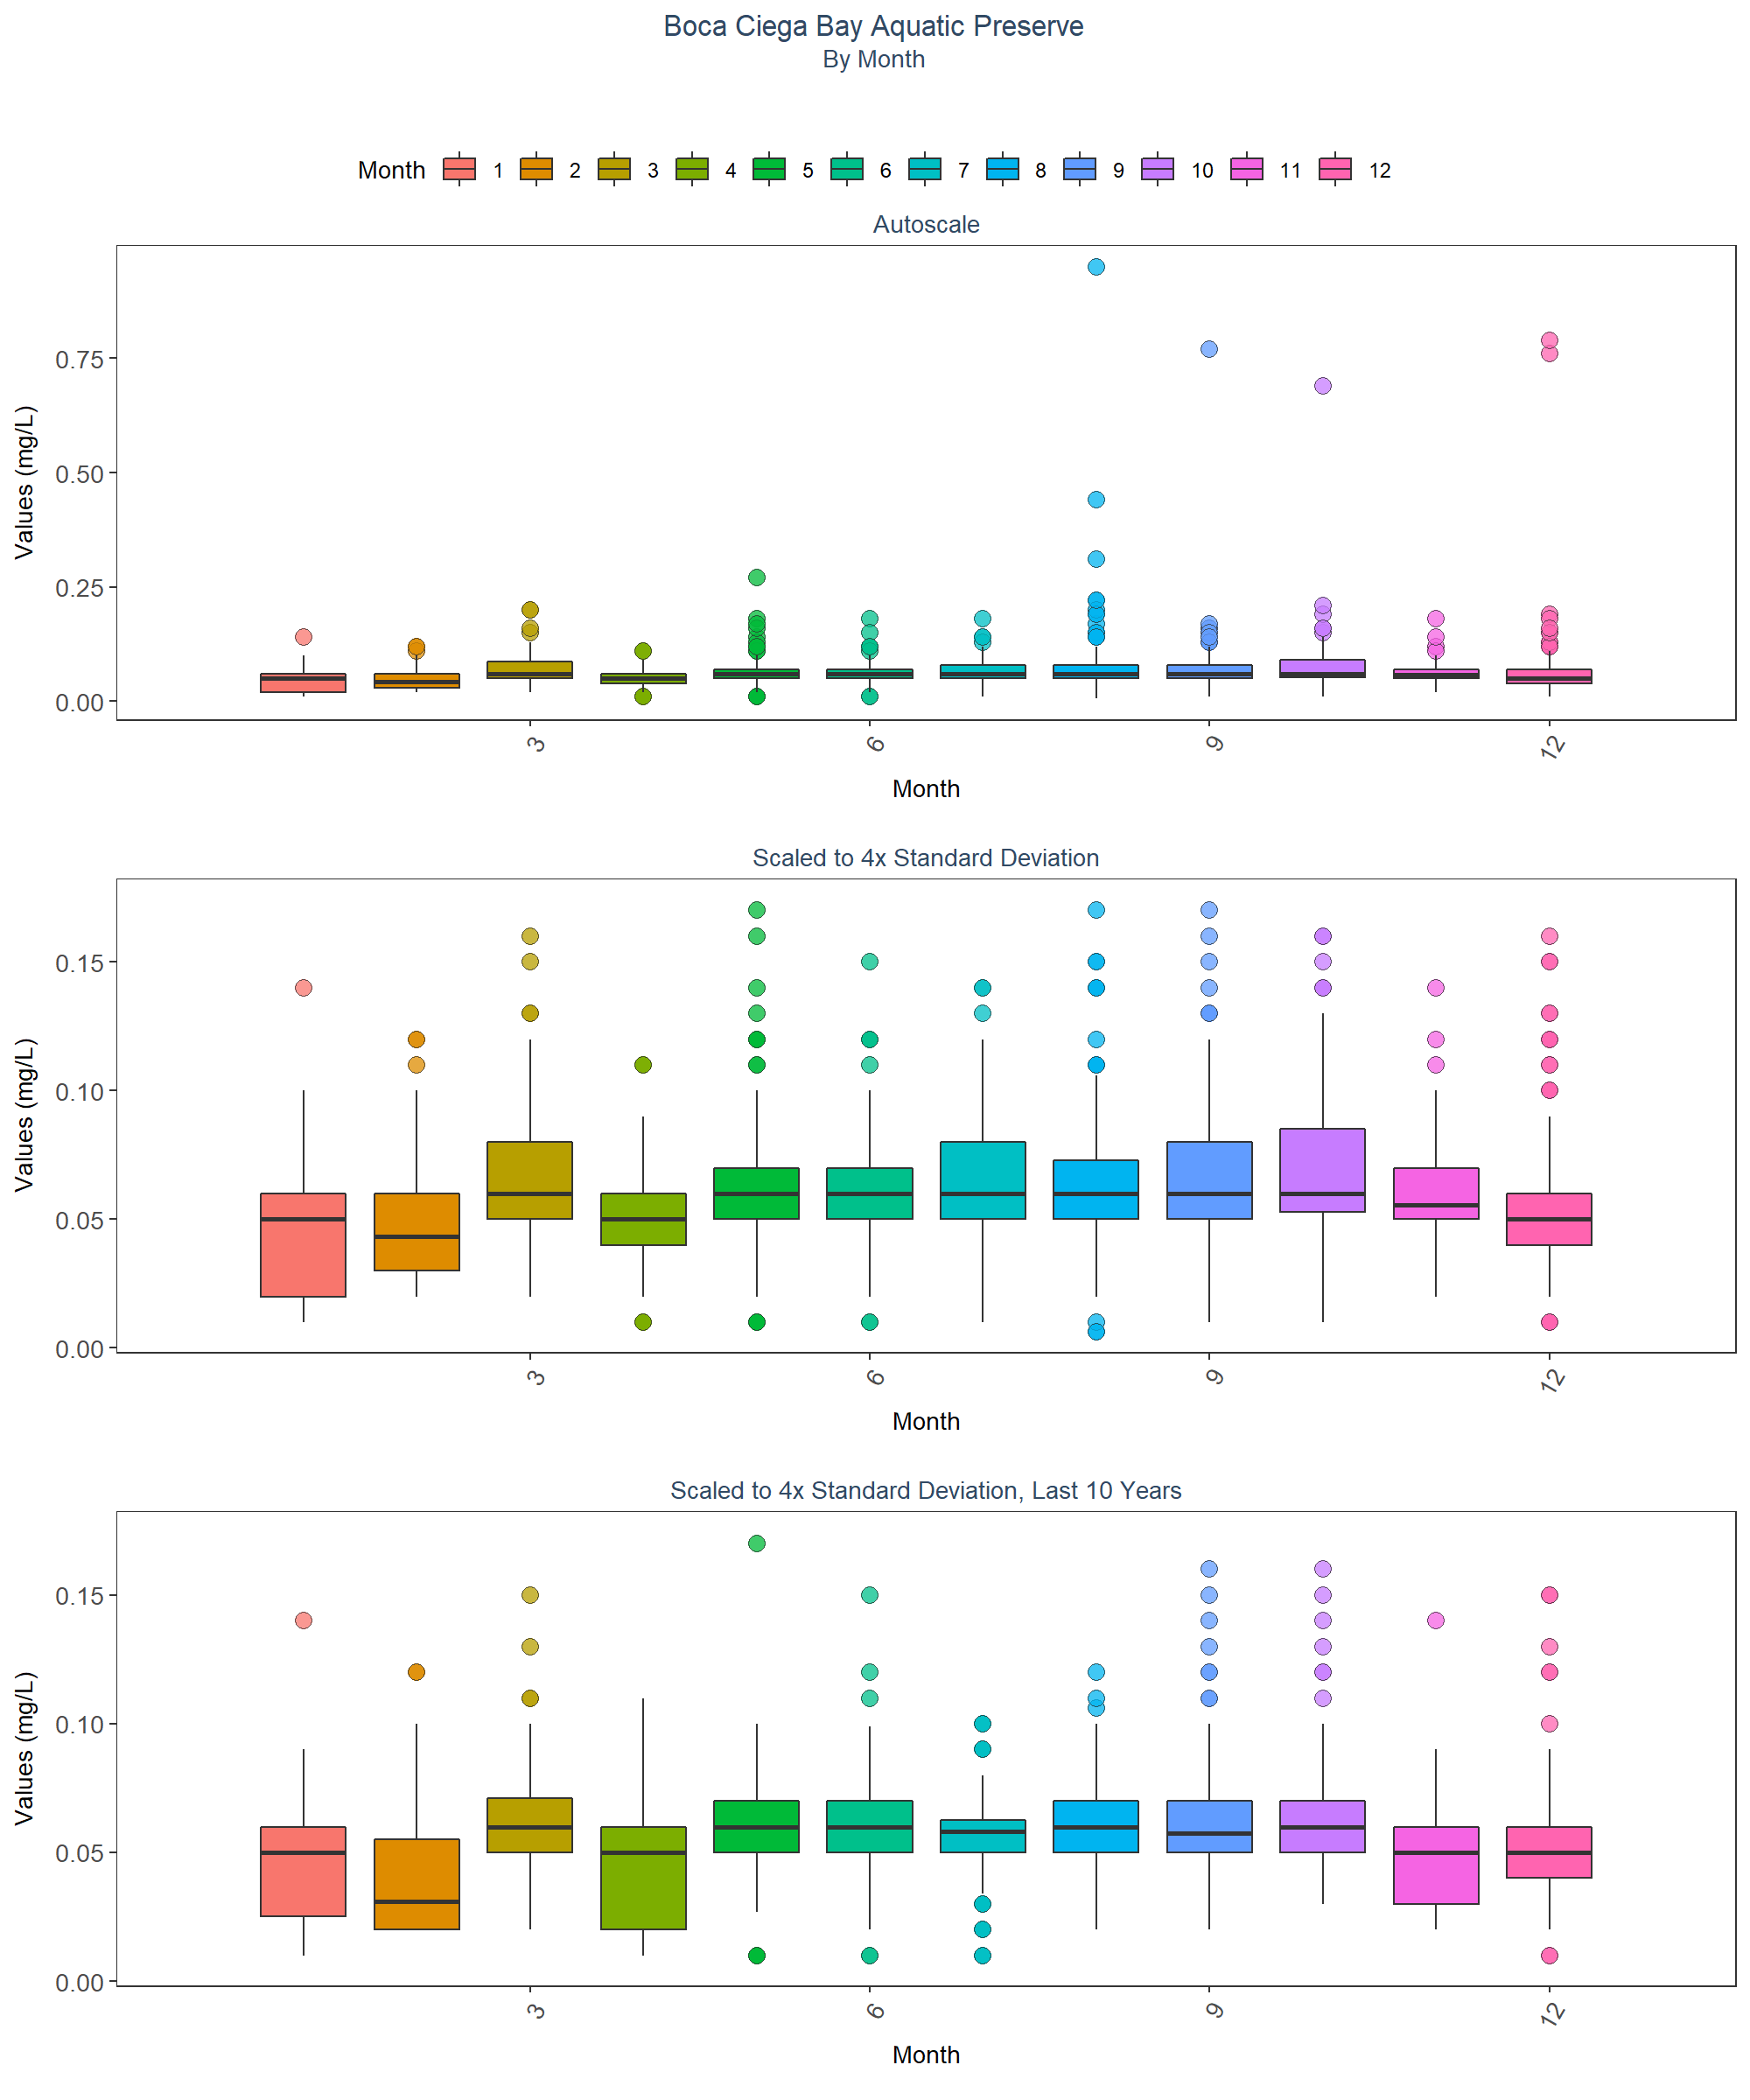 Boca Ciega Bay Aquatic Preserve
By Month
Month 1 2 3 4 5 6 7 8 9 10 11 12
Autoscale
Values (mg/L)
0.75
0.50
0.25
0.00
3 6 9 12
Month
Scaled to 4x Standard Deviation
Values (mg/L)
0.15
0.10
0.05
0.00
3 6 9 12
Month
Scaled to 4x Standard Deviation, Last 10 Years
Values (mg/L)
0.15
0.10
0.05
0.00
3 6 9 12
Month